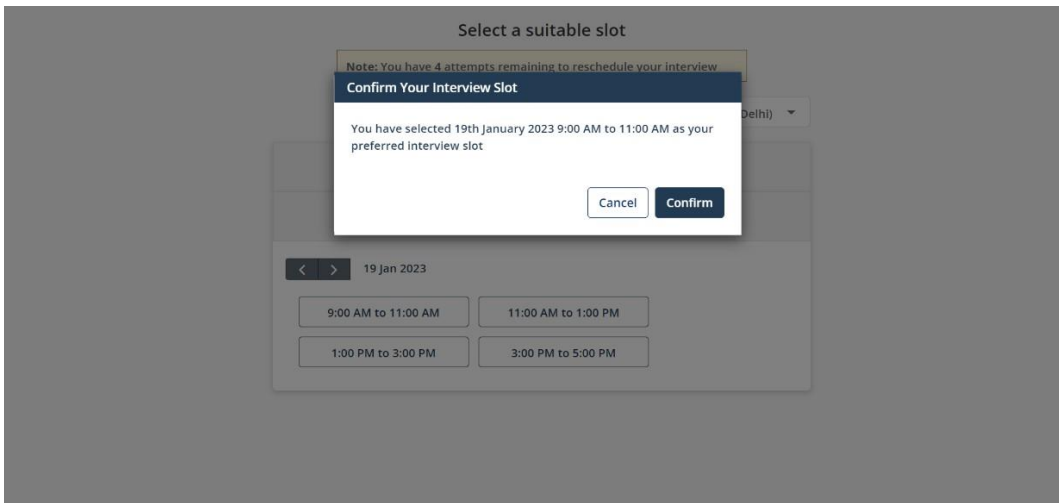 Select a suitable slot
Note: You have 4 attempts remaining to reschedule your interview
Confirm Your Interview Slot
Delhi)
You have selected 19th January 2023 9:00 AM to 11:00 AM as your
preferred interview slot
Cancel Confirm
19 Jan 2023
9:00 AM to 11:00 AM 11:00 AM to 1:00 PM
1:00 PM to 3:00 PM 3:00 PM to 5:00 PM